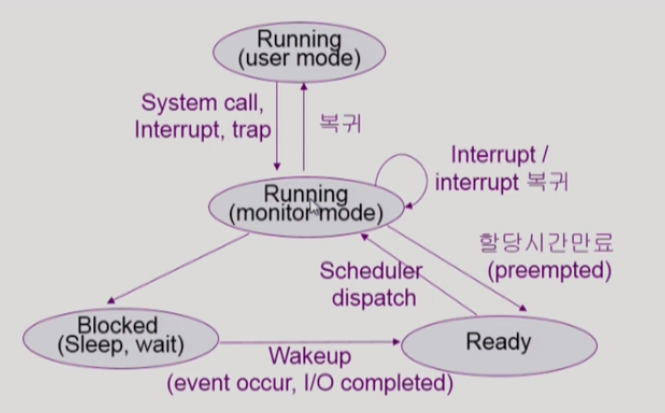 Running
(user mode)
System call,
Interrupt, trap
복귀
Running
(monitor mode)
Interrupt /
interrupt 복귀
할당시간만료
(preempted)
Scheduler
dispatch
Blocked
(Sleep, wait)
Ready
Wakeup
(event occur, I/O completed)